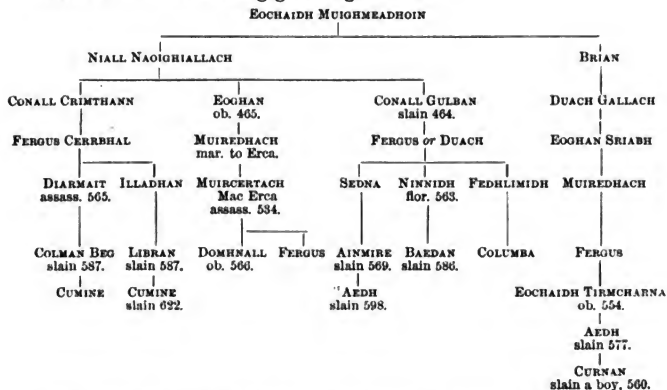 EOCHAIDH MUIGHMEADHOIN
NIALL NAOIGHIALLACH BRIAN
CONALL CRIMTHANN EOGHAN CONALL GULBAN DUACH GALLACH
ob. 465. slain 464.
FERGUS CERRBHAL MUIREDHACH FERGUS or DUACH EOGHAN SRIABH
mar. to Erca.
DIARMAIT ILLADHAN MUIRCERTACH SEDNA NINNIDH FEDHLIMIDH MUIREDHACH
assass. 565. Mac Erca flor. 563.
assass. 534.
COLMAN BEG LIBRAN DOMHNALL FERGUS AINMIRE BAEDAN COLUMBA FERGUS
slain 587. slain 587. ob. 566. slain 569. slain 586.
CUMINE CUMINE AEDH EOCHAIDH TIRMCHARNA
slain 622. slain 598. ob. 554.
AEDH
slain 577.
CURNAN
slain a boy, 560.